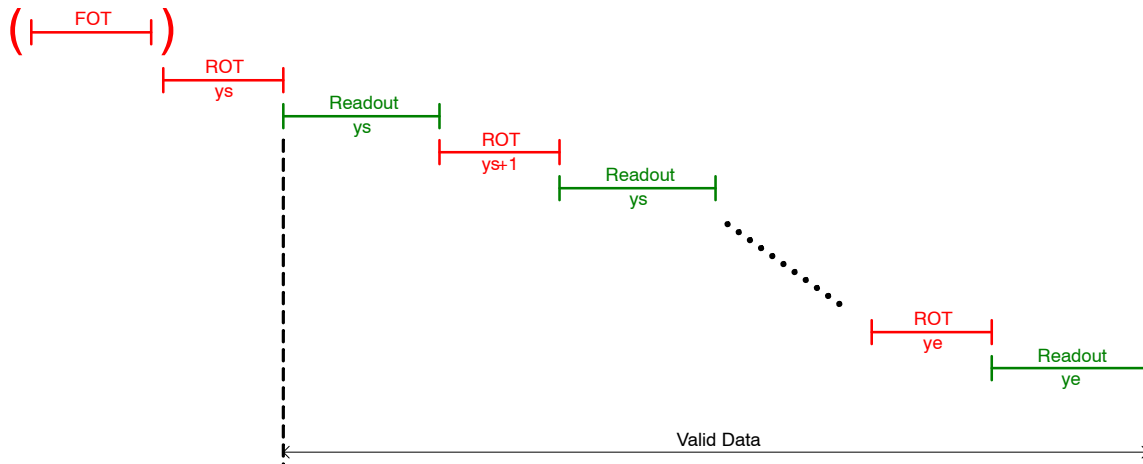 ( FOT )
ROT
ys
Readout
ys
ROT
ys+1
Readout
ys
ROT
ye
Readout
ye
Valid Data